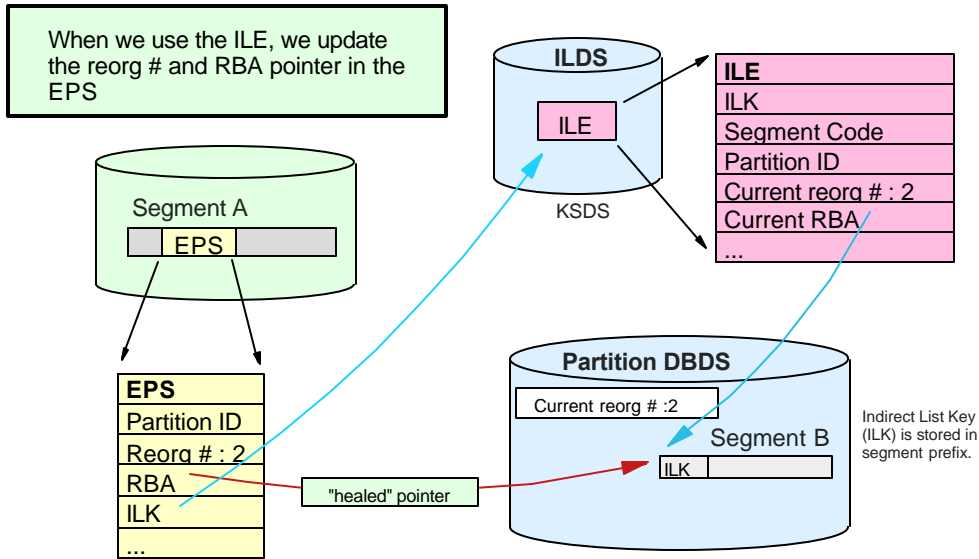 When we use the ILE, we update
the reorg # and RBA pointer in the
EPS
ILDS
ILE
KSDS
ILE
ILK
Segment Code
Partition ID
Current reorg # : 2
Current RBA
...
Segment A
EPS
EPS
Partition ID
Reorg # : 2
RBA
ILK
...
"healed" pointer
Partition DBDS
Current reorg # :2
Segment B
ILK
Indirect List Key
(ILK) is stored in
segment prefix.